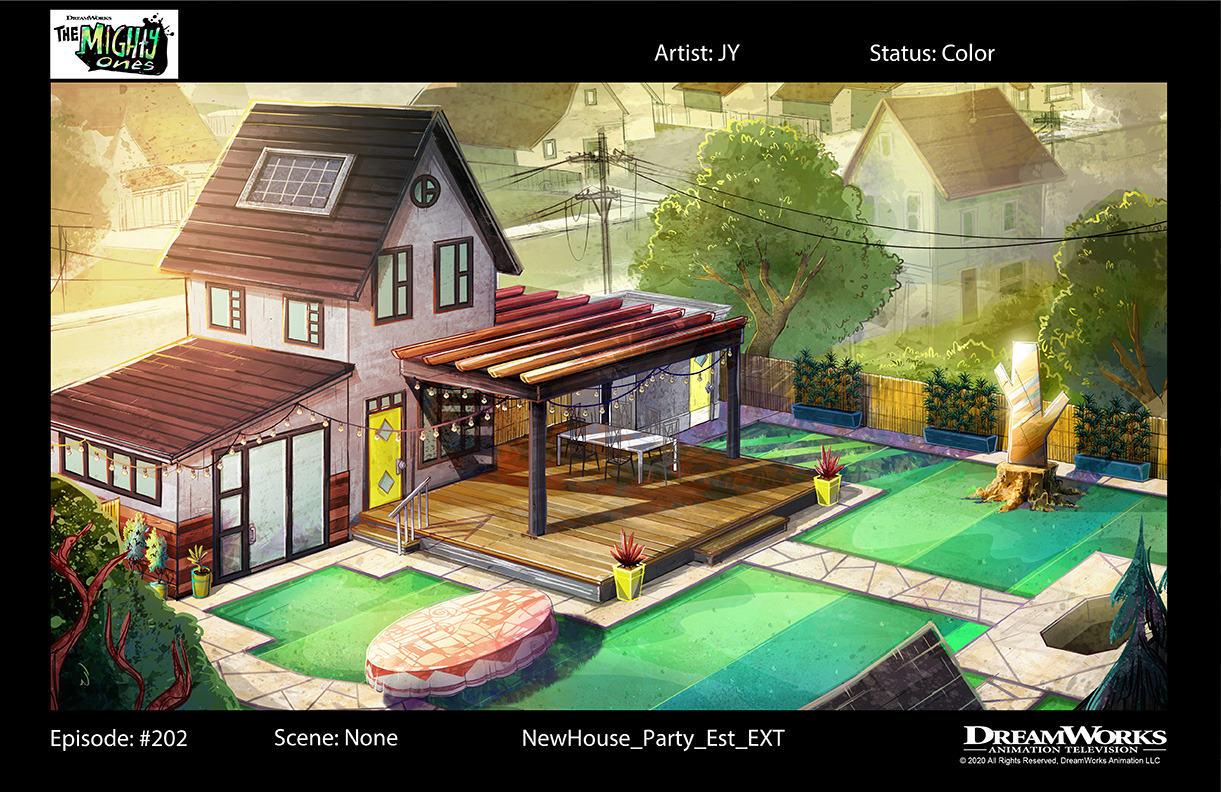 DREAMWORKS
THE MIGHTY
ONES
Artist: JY
Status: Color
Episode: #202
Scene: None
NewHouse_Party_Est_EXT
DREAMWORKS
ANIMATION TELEVISION
© 2020 All Rights Reserved, DreamWorks Animation LLC